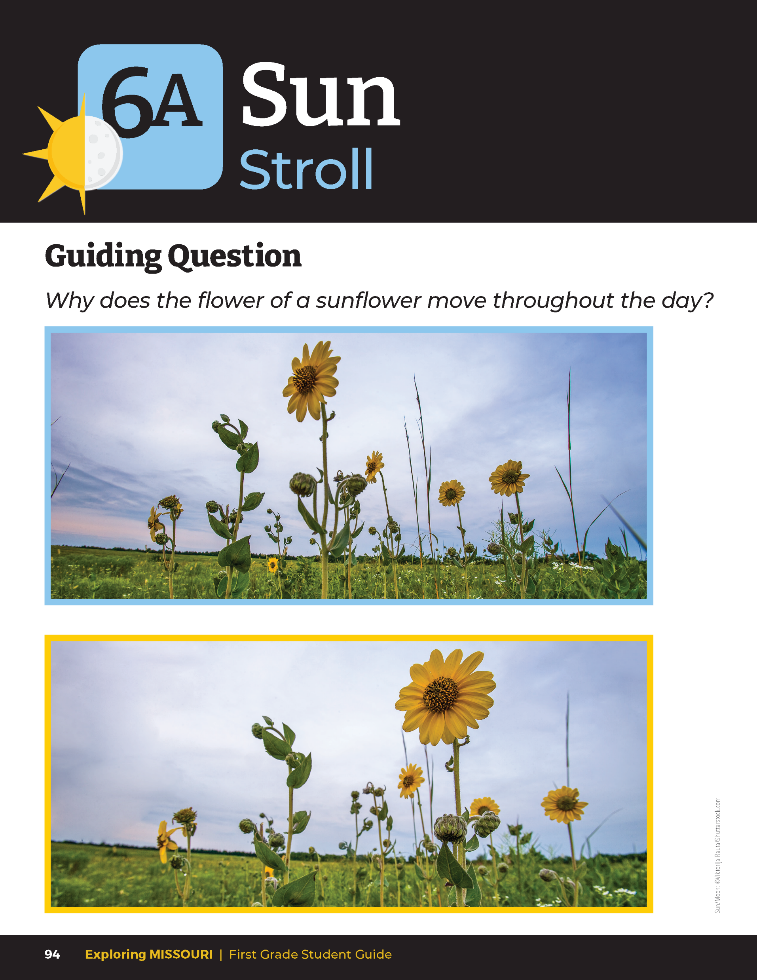 6A
Sun
Stroll
Guiding Question
Why does the flower of a sunflower move throughout the day?
94 Exploring MISSOURI | First Grade Student Guide